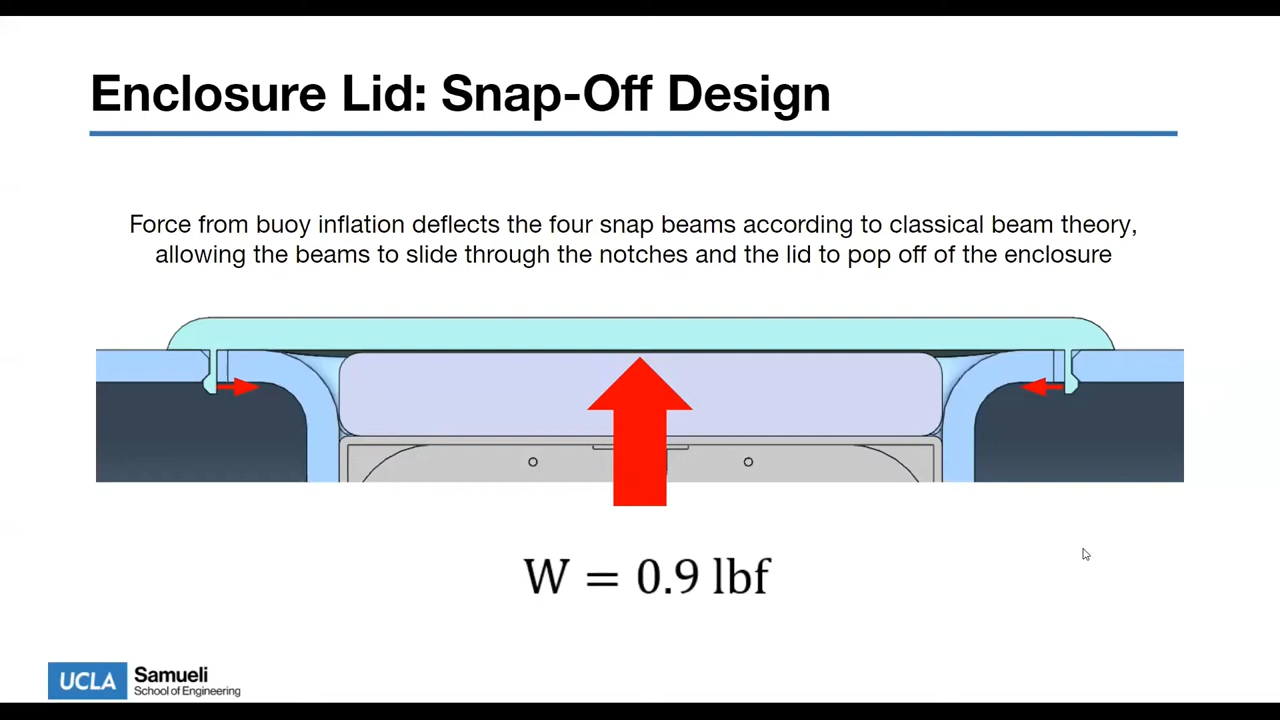 Enclosure Lid: Snap-Off Design
Force from buoy inflation deflects the four snap beams according to classical beam theory,
allowing the beams to slide through the notches and the lid to pop off of the enclosure
W = 0.9 lbf
UCLA Samueli
School of Engineering